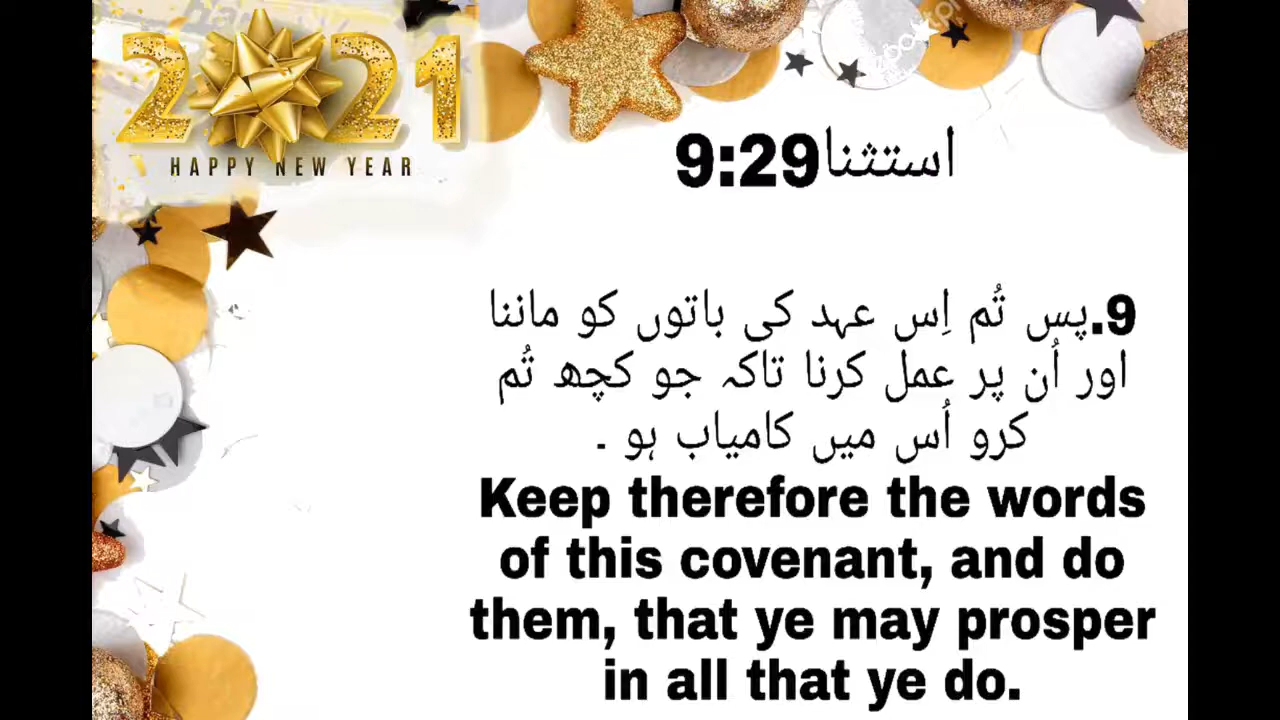 2021
HAPPY NEW YEAR
استثنا9:29
9.پس تُم اِس عہد کی باتوں کو ماننا
اور اُن پر عمل کرنا تاکہ جو کچھ تُم
کرو اُس میں کامیاب ہو ۔
Keep therefore the words
of this covenant, and do
them, that ye may prosper
in all that ye do.